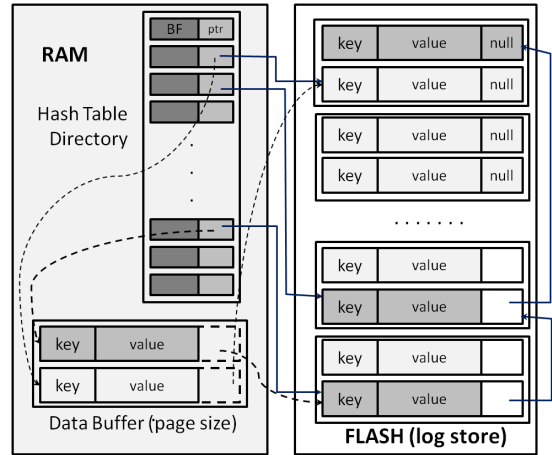 RAM
BF ptr
Hash Table
Directory
.
.
.
key value
key value
Data Buffer (page size)
key value null
key value null
key value null
key value null
. . . . . . .
key value
key value
key value
key value
FLASH (log store)